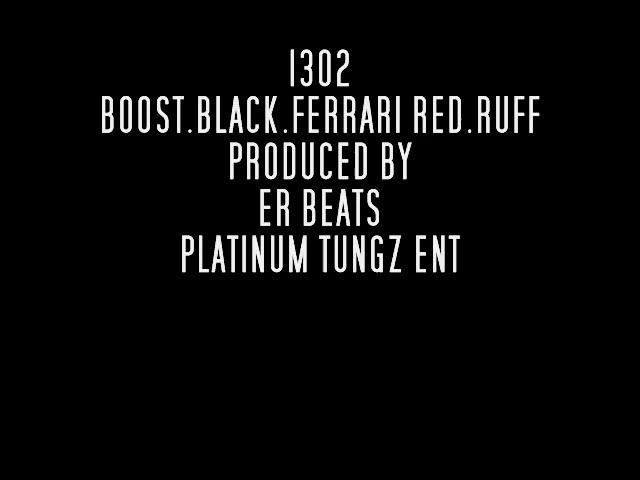 1302
BOOST.BLACK.FERRARI RED.RUFF
PRODUCED BY
ER BEATS
PLATINUM TUNGZ ENT